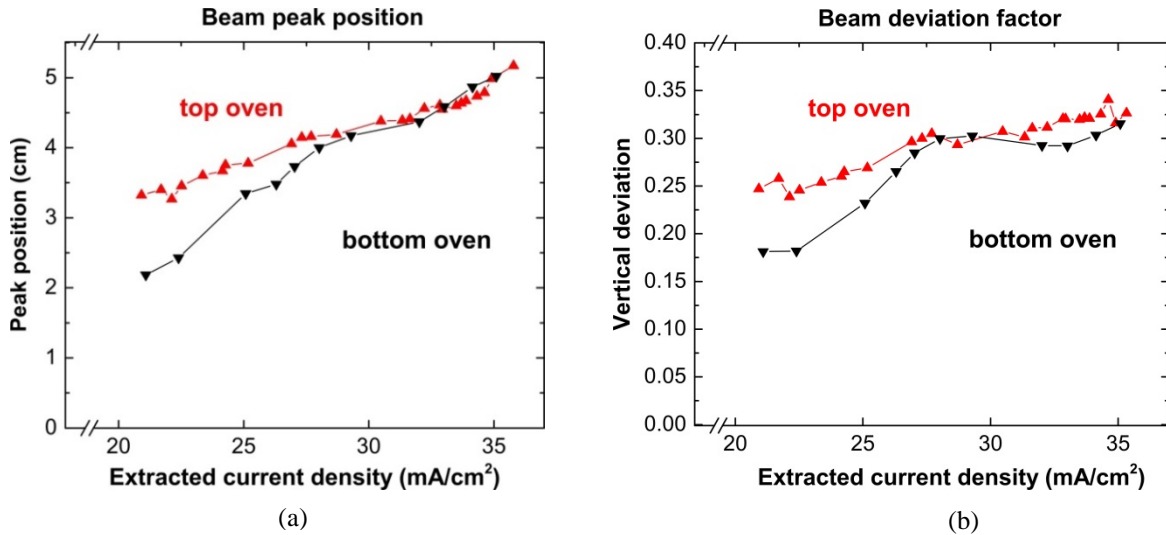 Beam peak position
5
4
3
2
1
0
Peak position (cm)
top oven
bottom oven
20 25 30 35
Extracted current density (mA/cm²)
(a)
Beam deviation factor
0.40
0.35
0.30
0.25
0.20
0.15
0.10
0.05
0.00
Vertical deviation
top oven
bottom oven
20 25 30 35
Extracted current density (mA/cm²)
(b)